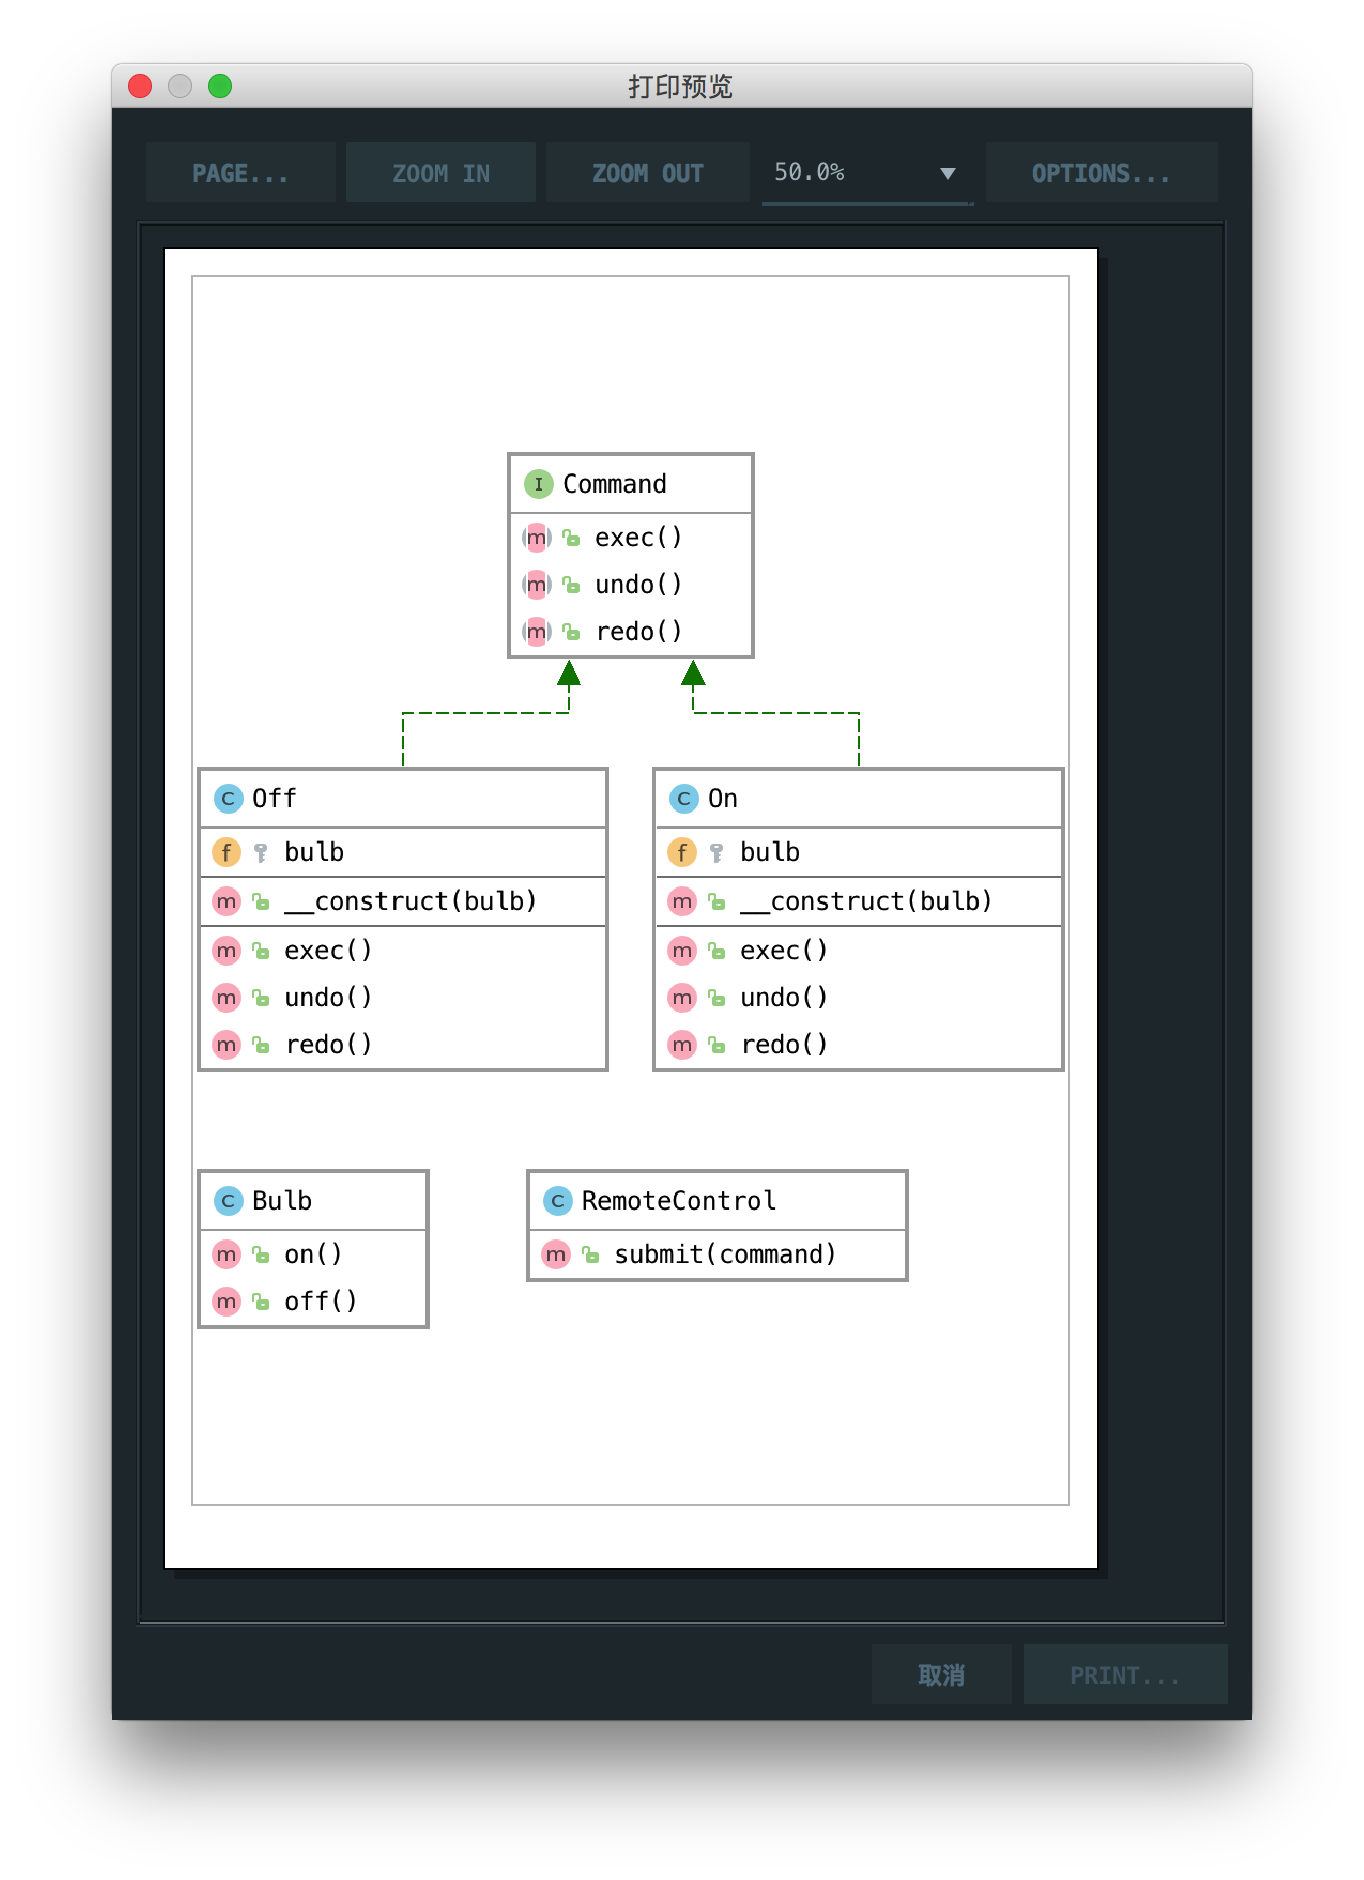 打印预览
PAGE...
ZOOM IN
ZOOM OUT
50.0%
OPTIONS...
I Command
m exec()
m undo()
m redo()
C Off
f bulb
m __construct(bulb)
m exec()
m undo()
m redo()
C On
f bulb
m __construct(bulb)
m exec()
m undo()
m redo()
C Bulb
m on()
m off()
C RemoteControl
m submit(command)
取消
PRINT...